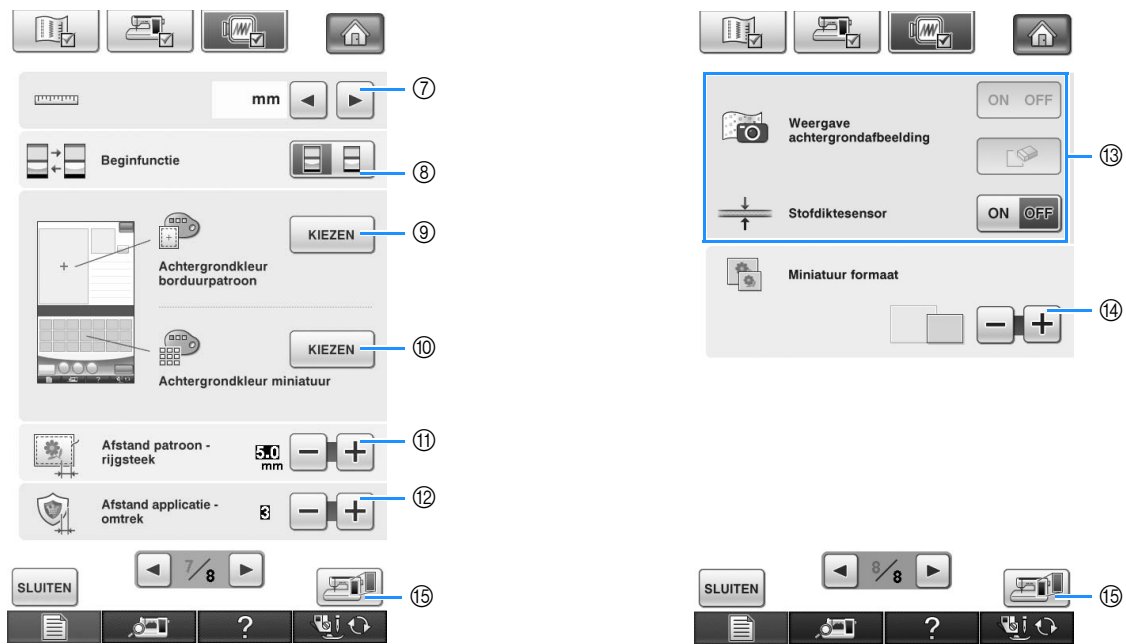 mm
⑦
Beginfunctie
⑧
KIEZEN
⑨
Achtergrondkleur
borduurpatroon
KIEZEN
⑩
Achtergrondkleur miniatuur
Afstand patroon -
rijgsteek
5.0
mm
⑪
Afstand applicatie -
omtrek
3
⑫
7/8
SLUITEN
⑮
?
ON OFF
Weergave
achtergrondafbeelding
⑬
Stofdiktesensor
ON OFF
Miniatuur formaat
⑭
8/8
SLUITEN
⑮
?